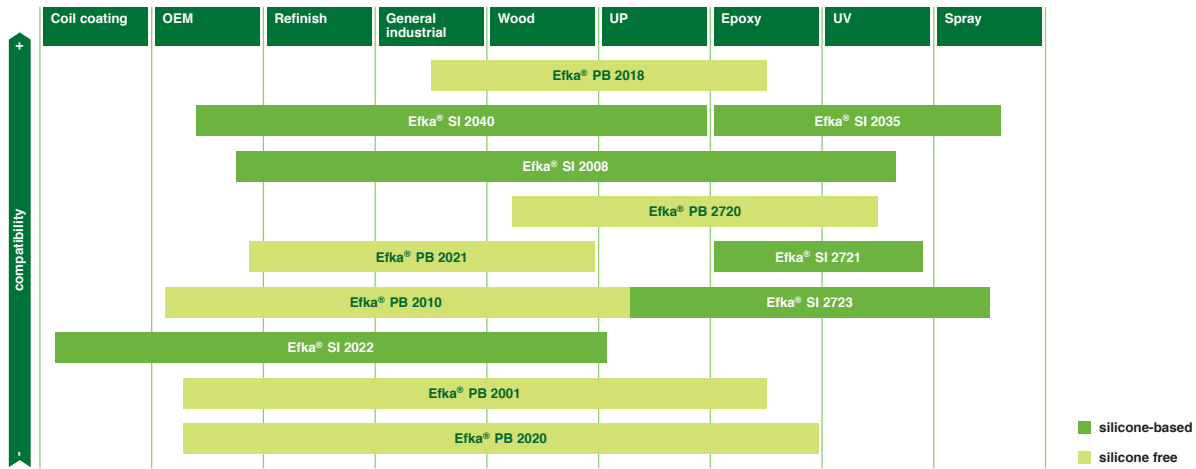 Coil coating
OEM
Refinish
General
industrial
Wood
UP
Epoxy
UV
Spray
+
compatibility
-
Efka® PB 2018
Efka® SI 2040
Efka® SI 2035
Efka® SI 2008
Efka® PB 2720
Efka® PB 2021
Efka® SI 2721
Efka® PB 2010
Efka® SI 2723
Efka® SI 2022
Efka® PB 2001
Efka® PB 2020
silicone-based
silicone free